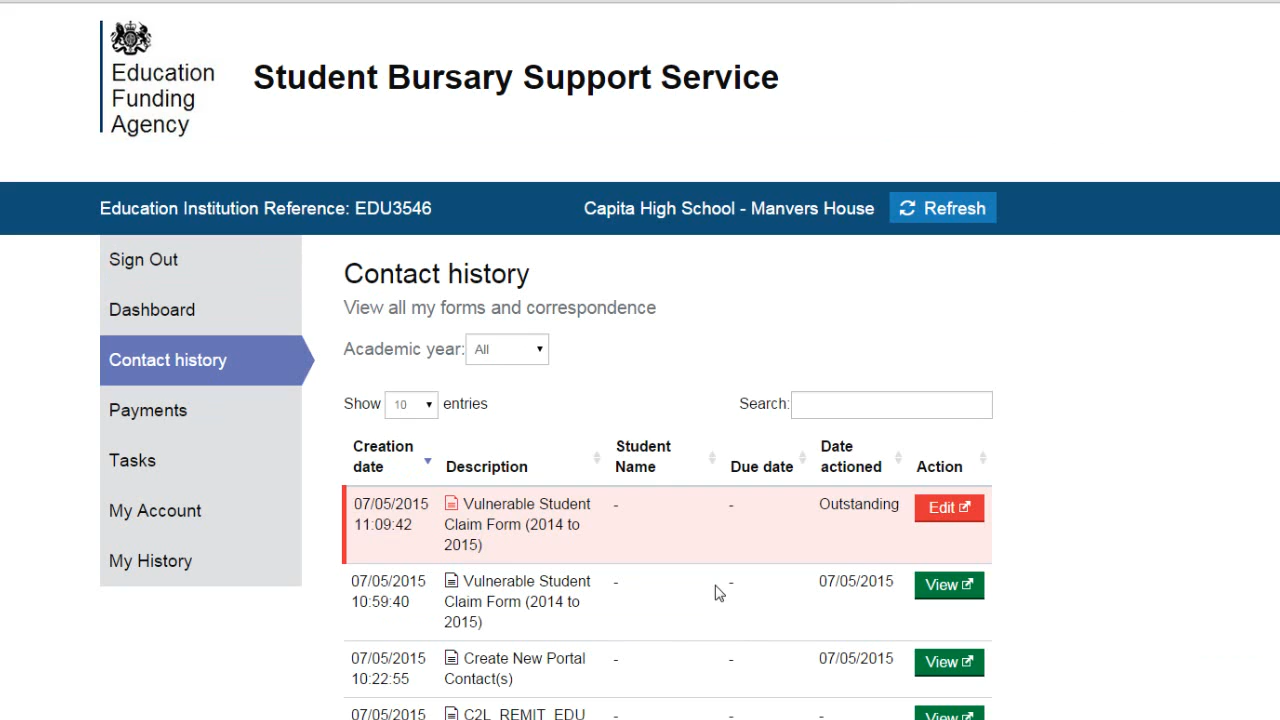 Education
Funding
Agency
Student Bursary Support Service
Education Institution Reference: EDU3546
Capita High School - Manvers House
Refresh
Sign Out
Dashboard
Contact history
Payments
Tasks
My Account
My History
Contact history
View all my forms and correspondence
Academic year: All
Show 10 entries
Search:
Creation date
Description
Student Name
Due date
Date actioned
Action
07/05/2015 Vulnerable Student - - Outstanding Edit
11:09:42 Claim Form (2014 to
2015)
07/05/2015 Vulnerable Student - - 07/05/2015 View
10:59:40 Claim Form (2014 to
2015)
07/05/2015 Create New Portal - - 07/05/2015 View
10:22:55 Contact(s)
07/05/2015 C2L_REMIT_EDU - - - View